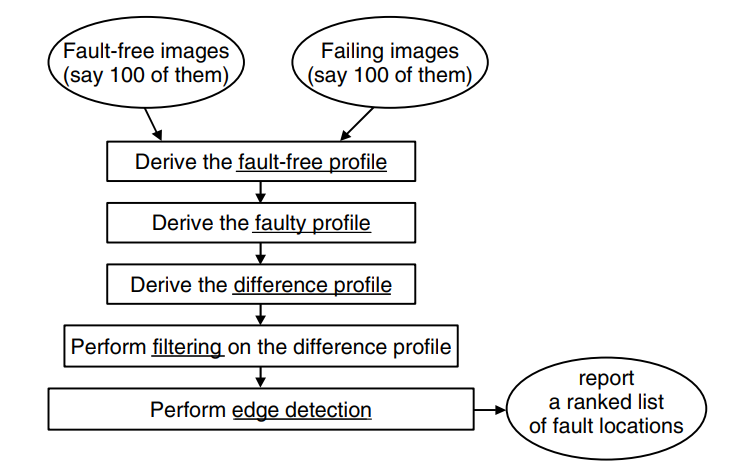 Fault-free images
(say 100 of them)
Failing images
(say 100 of them)
Derive the fault-free profile
Derive the faulty profile
Derive the difference profile
Perform filtering on the difference profile
Perform edge detection
report
a ranked list
of fault locations